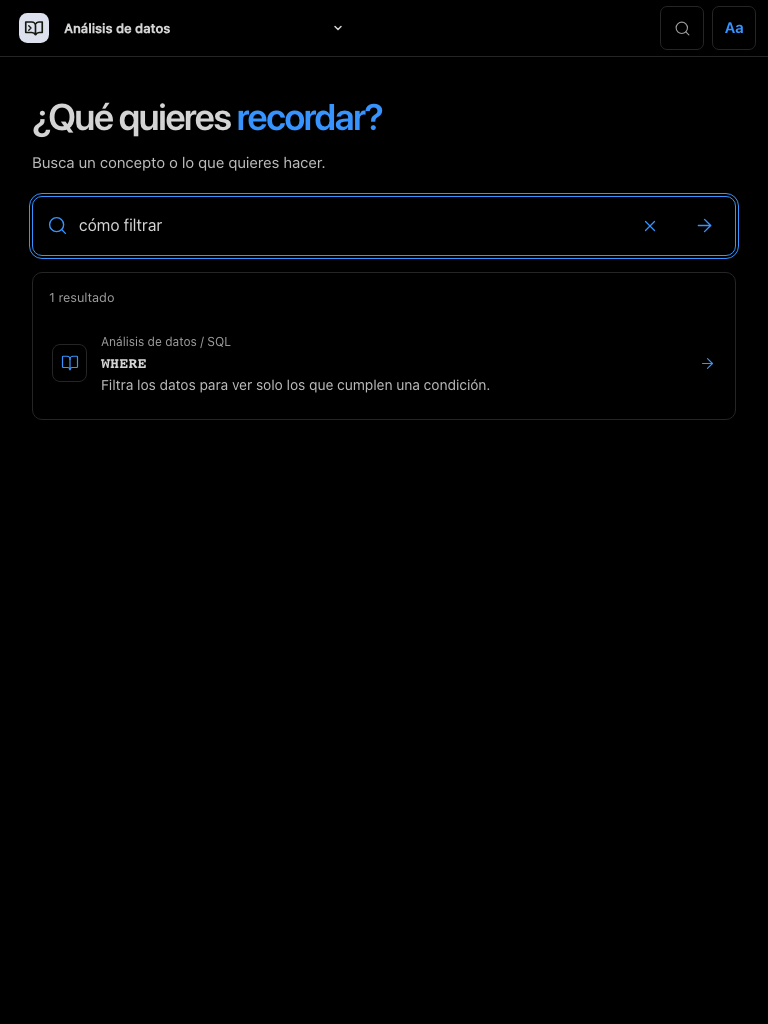 Análisis de datos
Aa
¿Qué quieres recordar?
Busca un concepto o lo que quieres hacer.
cómo filtrar
1 resultado
Análisis de datos / SQL
WHERE
Filtra los datos para ver solo los que cumplen una condición.